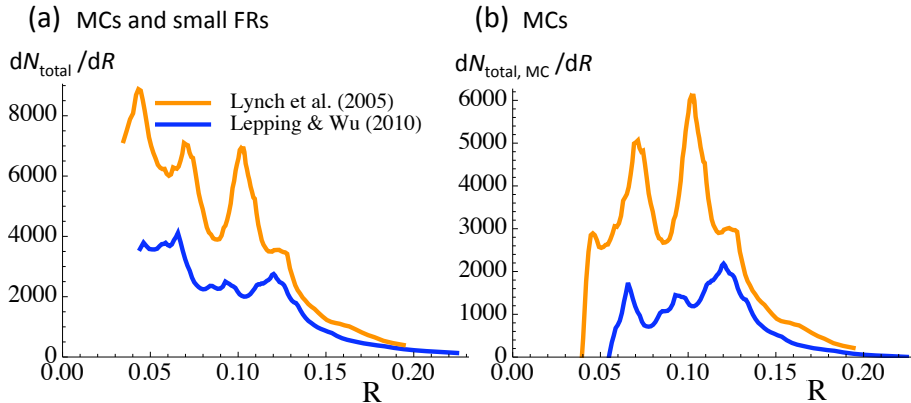 (a) MCs and small FRs
dN_total /dR
8000
6000
4000
2000
0
0.00 0.05 0.10 0.15 0.20
R
Lynch et al. (2005)
Lepping & Wu (2010)
(b) MCs
dN_total, MC /dR
6000
5000
4000
3000
2000
1000
0
0.00 0.05 0.10 0.15 0.20
R